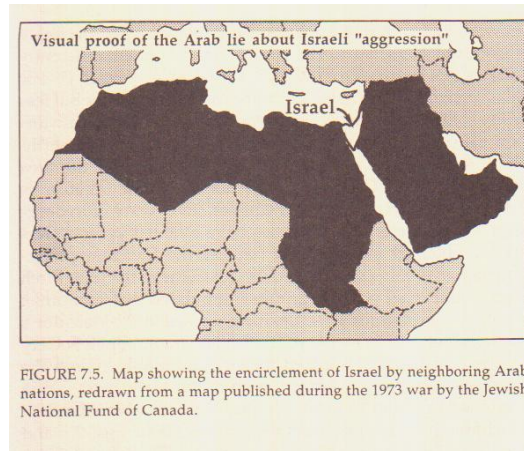 Visual proof of the Arab lie about Israeli "aggression"
Israel
FIGURE 7.5. Map showing the encirclement of Israel by neighboring Arab
nations, redrawn from a map published during the 1973 war by the Jewish
National Fund of Canada.